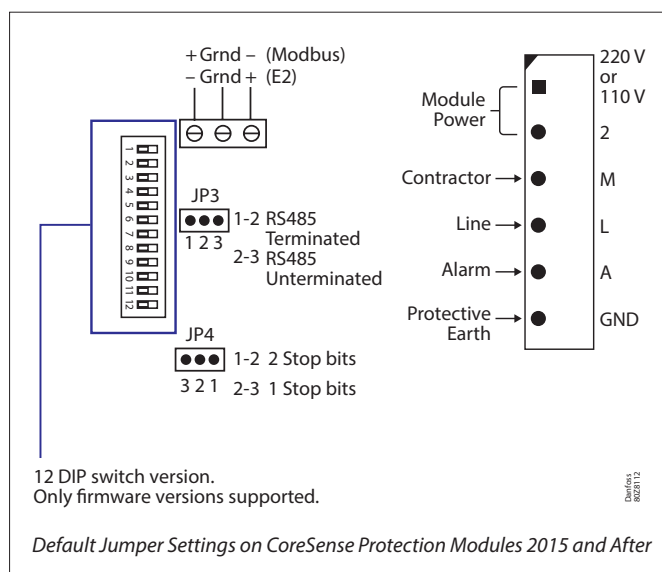 + Grnd – (Modbus)
– Grnd + (E2)
1
2
3
4
5
6
7
8
9
10
11
12
JP3
1 2 3
1-2 RS485
Terminated
2-3 RS485
Unterminated
JP4
3 2 1
1-2 2 Stop bits
2-3 1 Stop bits
Module
Power
220 V
or
110 V
2
Contractor
M
Line
L
Alarm
A
Protective
Earth
GND
12 DIP switch version.
Only firmware versions supported.
Danfoss
80Z8112
Default Jumper Settings on CoreSense Protection Modules 2015 and After